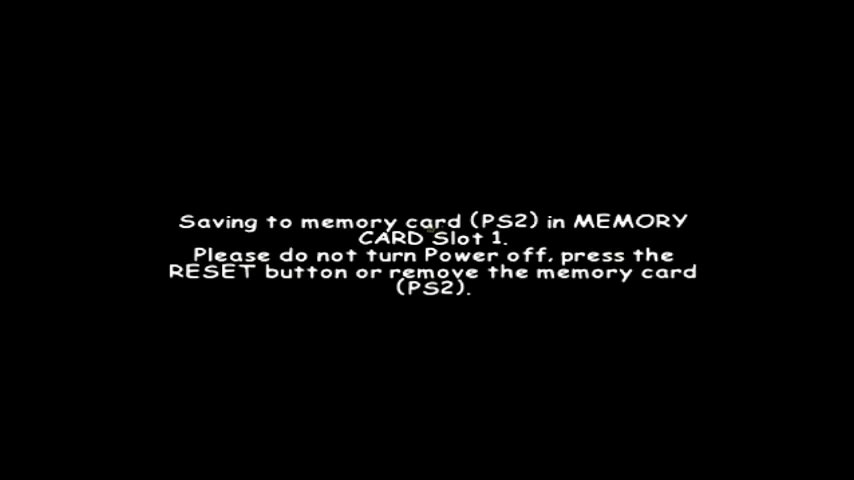 Saving to memory card (PS2) in MEMORY
CARD Slot 1.
Please do not turn Power off, press the
RESET button or remove the memory card
(PS2).